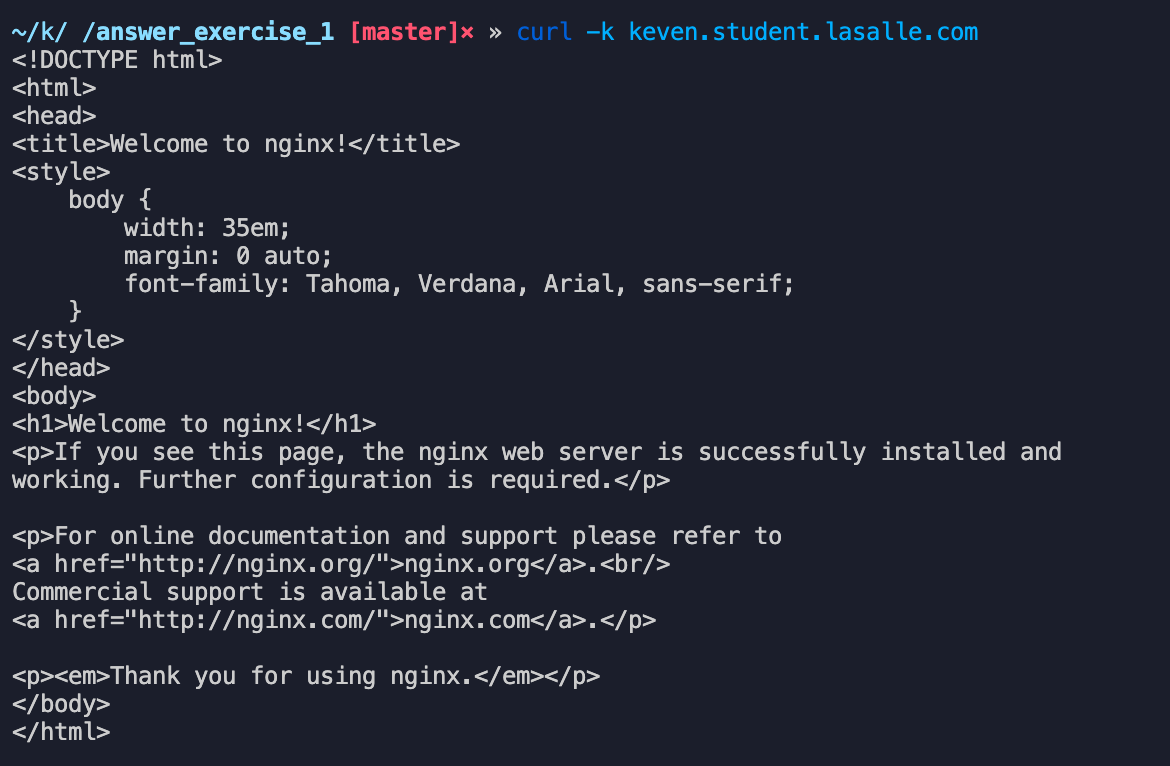 ~/k/ /answer_exercise_1 [master]× » curl -k keven.student.lasalle.com
<!DOCTYPE html>
<html>
<head>
<title>Welcome to nginx!</title>
<style>
    body {
        width: 35em;
        margin: 0 auto;
        font-family: Tahoma, Verdana, Arial, sans-serif;
    }
</style>
</head>
<body>
<h1>Welcome to nginx!</h1>
<p>If you see this page, the nginx web server is successfully installed and
working. Further configuration is required.</p>

<p>For online documentation and support please refer to
<a href="http://nginx.org/">nginx.org</a>.<br/>
Commercial support is available at
<a href="http://nginx.com/">nginx.com</a>.</p>

<p><em>Thank you for using nginx.</em></p>
</body>
</html>